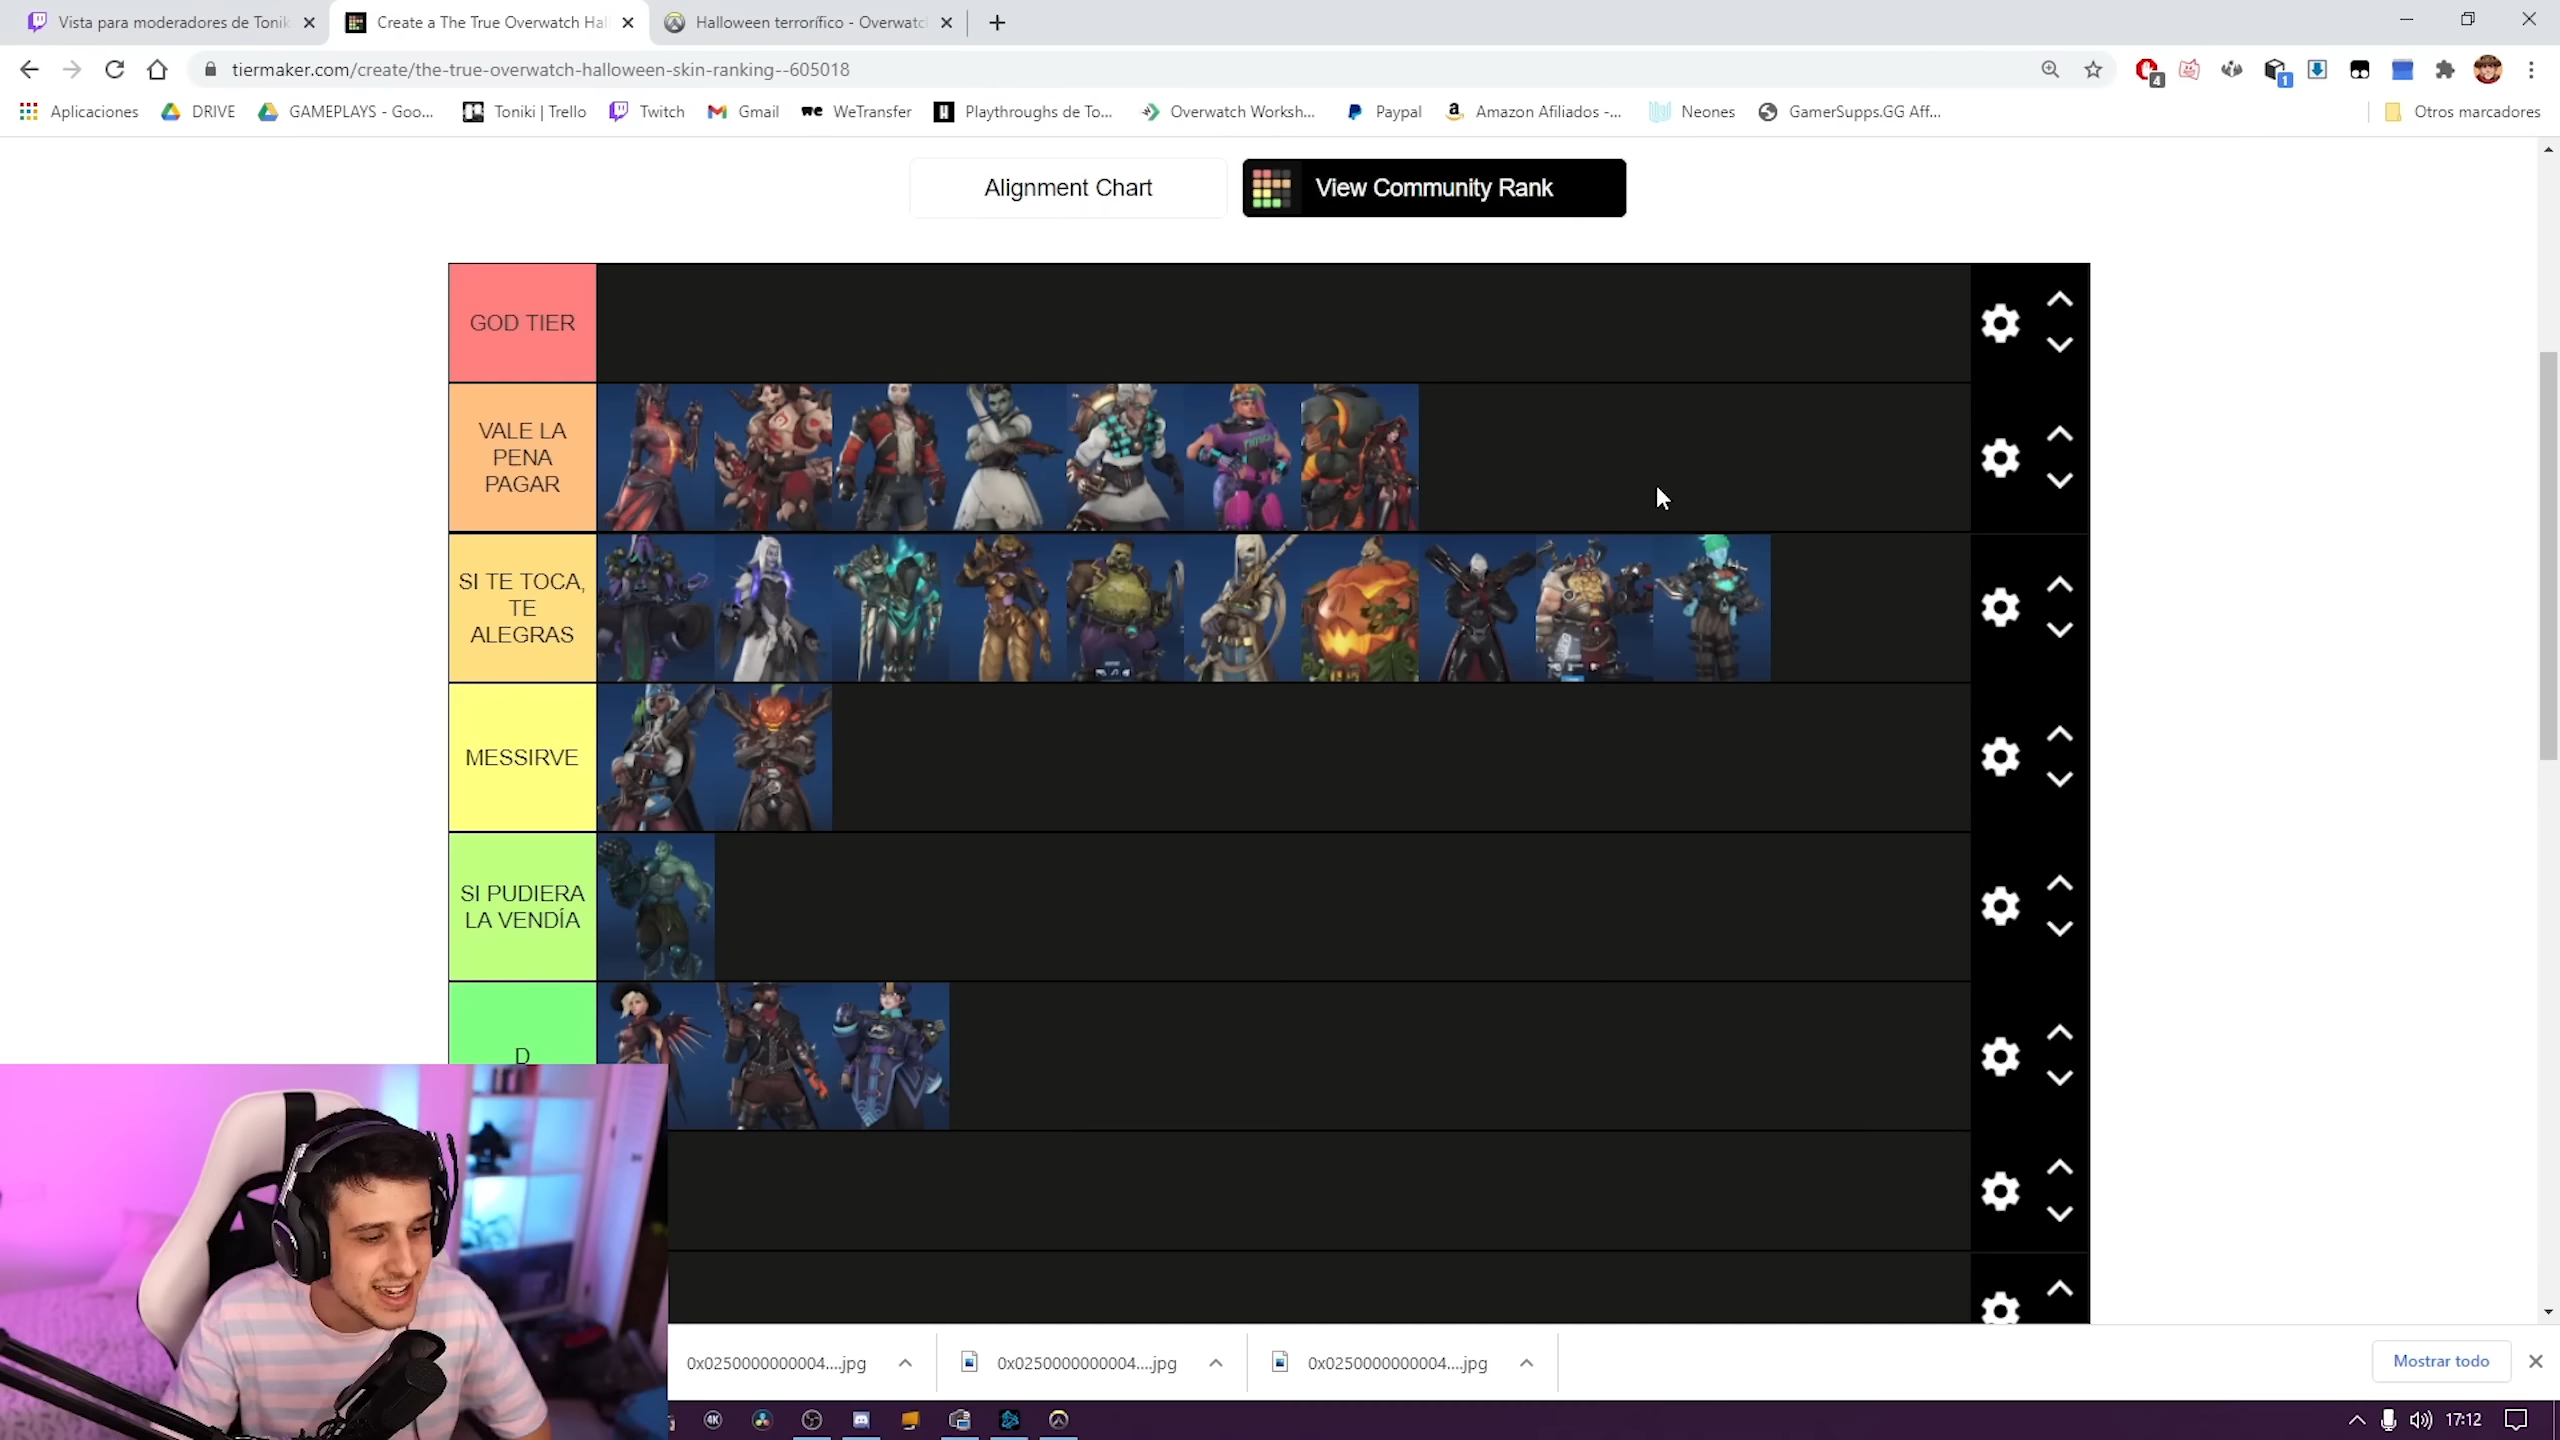 Vista para moderadores de Tonik
Create a The True Overwatch Hal
Halloween terrorífico - Overwatc
tiermaker.com/create/the-true-overwatch-halloween-skin-ranking--605018
4
1
Aplicaciones
DRIVE
GAMEPLAYS - Goo...
Toniki | Trello
Twitch
Gmail
we
WeTransfer
Playthroughs de To...
Overwatch Worksh...
Paypal
Amazon Afiliados -...
Neones
GamerSupps.GG Aff...
Otros marcadores
Alignment Chart
View Community Rank
GOD TIER
VALE LA
PENA
PAGAR
SI TE TOCA,
TE
ALEGRAS
MESSIRVE
SI PUDIERA
LA VENDÍA
D
0x0250000000004....jpg
0x0250000000004....jpg
0x0250000000004....jpg
Mostrar todo
4K
17:12